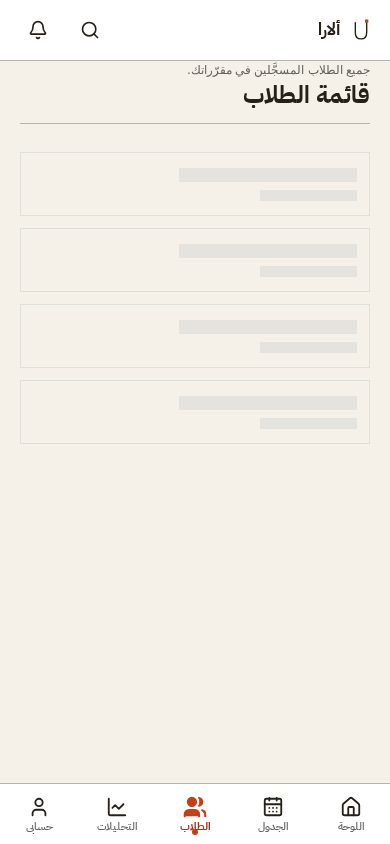 ألارا
جميع الطلاب المسجَّلين في مقرّراتك.
قائمة الطلاب
اللوحة
الجدول
الطلاب
التحليلات
حسابي